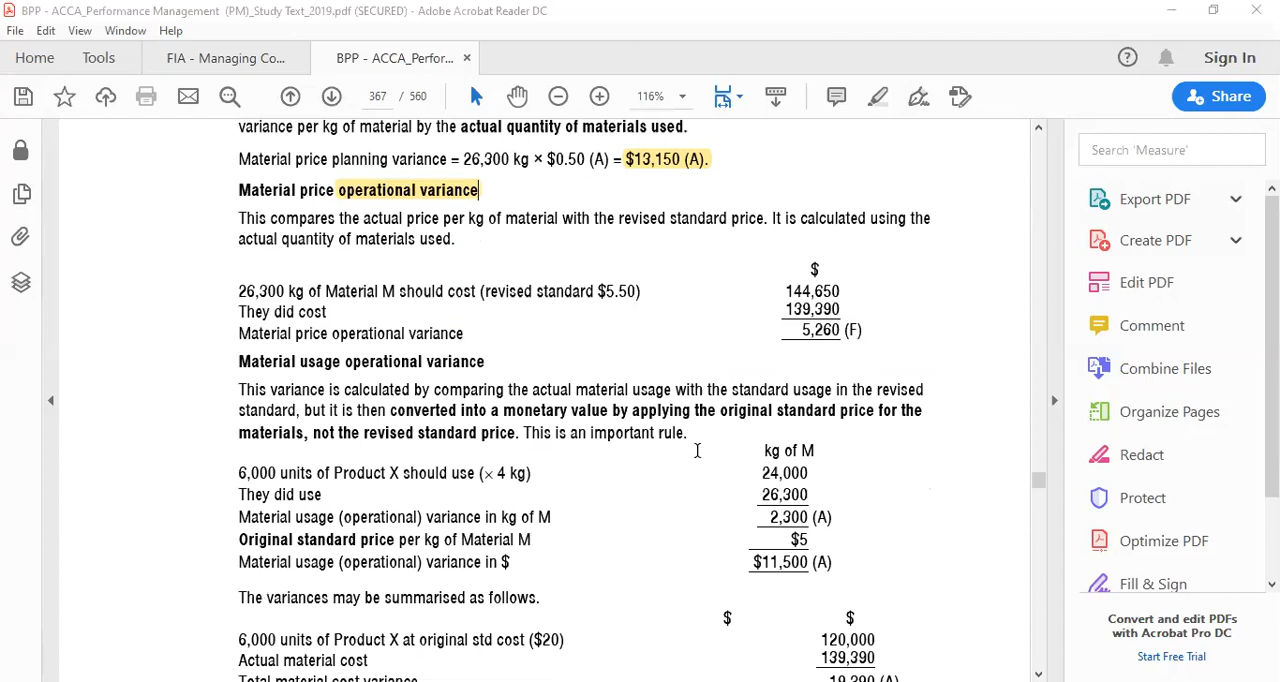 BPP - ACCA_Performance Management (PM)_Study Text_2019.pdf (SECURED) - Adobe Acrobat Reader DC
File Edit View Window Help
Home Tools FIA - Managing Co... BPP - ACCA_Perfor... × Sign In
367 / 560 116% Share
variance per kg of material by the actual quantity of materials used.
Material price planning variance = 26,300 kg × $0.50 (A) = $13,150 (A).
Material price operational variance
This compares the actual price per kg of material with the revised standard price. It is calculated using the
actual quantity of materials used.
$
26,300 kg of Material M should cost (revised standard $5.50) 144,650
They did cost 139,390
Material price operational variance 5,260 (F)
Material usage operational variance
This variance is calculated by comparing the actual material usage with the standard usage in the revised
standard, but it is then converted into a monetary value by applying the original standard price for the
materials, not the revised standard price. This is an important rule.
kg of M
6,000 units of Product X should use (× 4 kg) 24,000
They did use 26,300
Material usage (operational) variance in kg of M 2,300 (A)
Original standard price per kg of Material M $5
Material usage (operational) variance in $ $11,500 (A)
The variances may be summarised as follows.
$ $
6,000 units of Product X at original std cost ($20) 120,000
Actual material cost 139,390
Total material cost variance 19,390 (A)
Search 'Measure'
Export PDF
Create PDF
Edit PDF
Comment
Combine Files
Organize Pages
Redact
Protect
Optimize PDF
Fill & Sign
Convert and edit PDFs
with Acrobat Pro DC
Start Free Trial